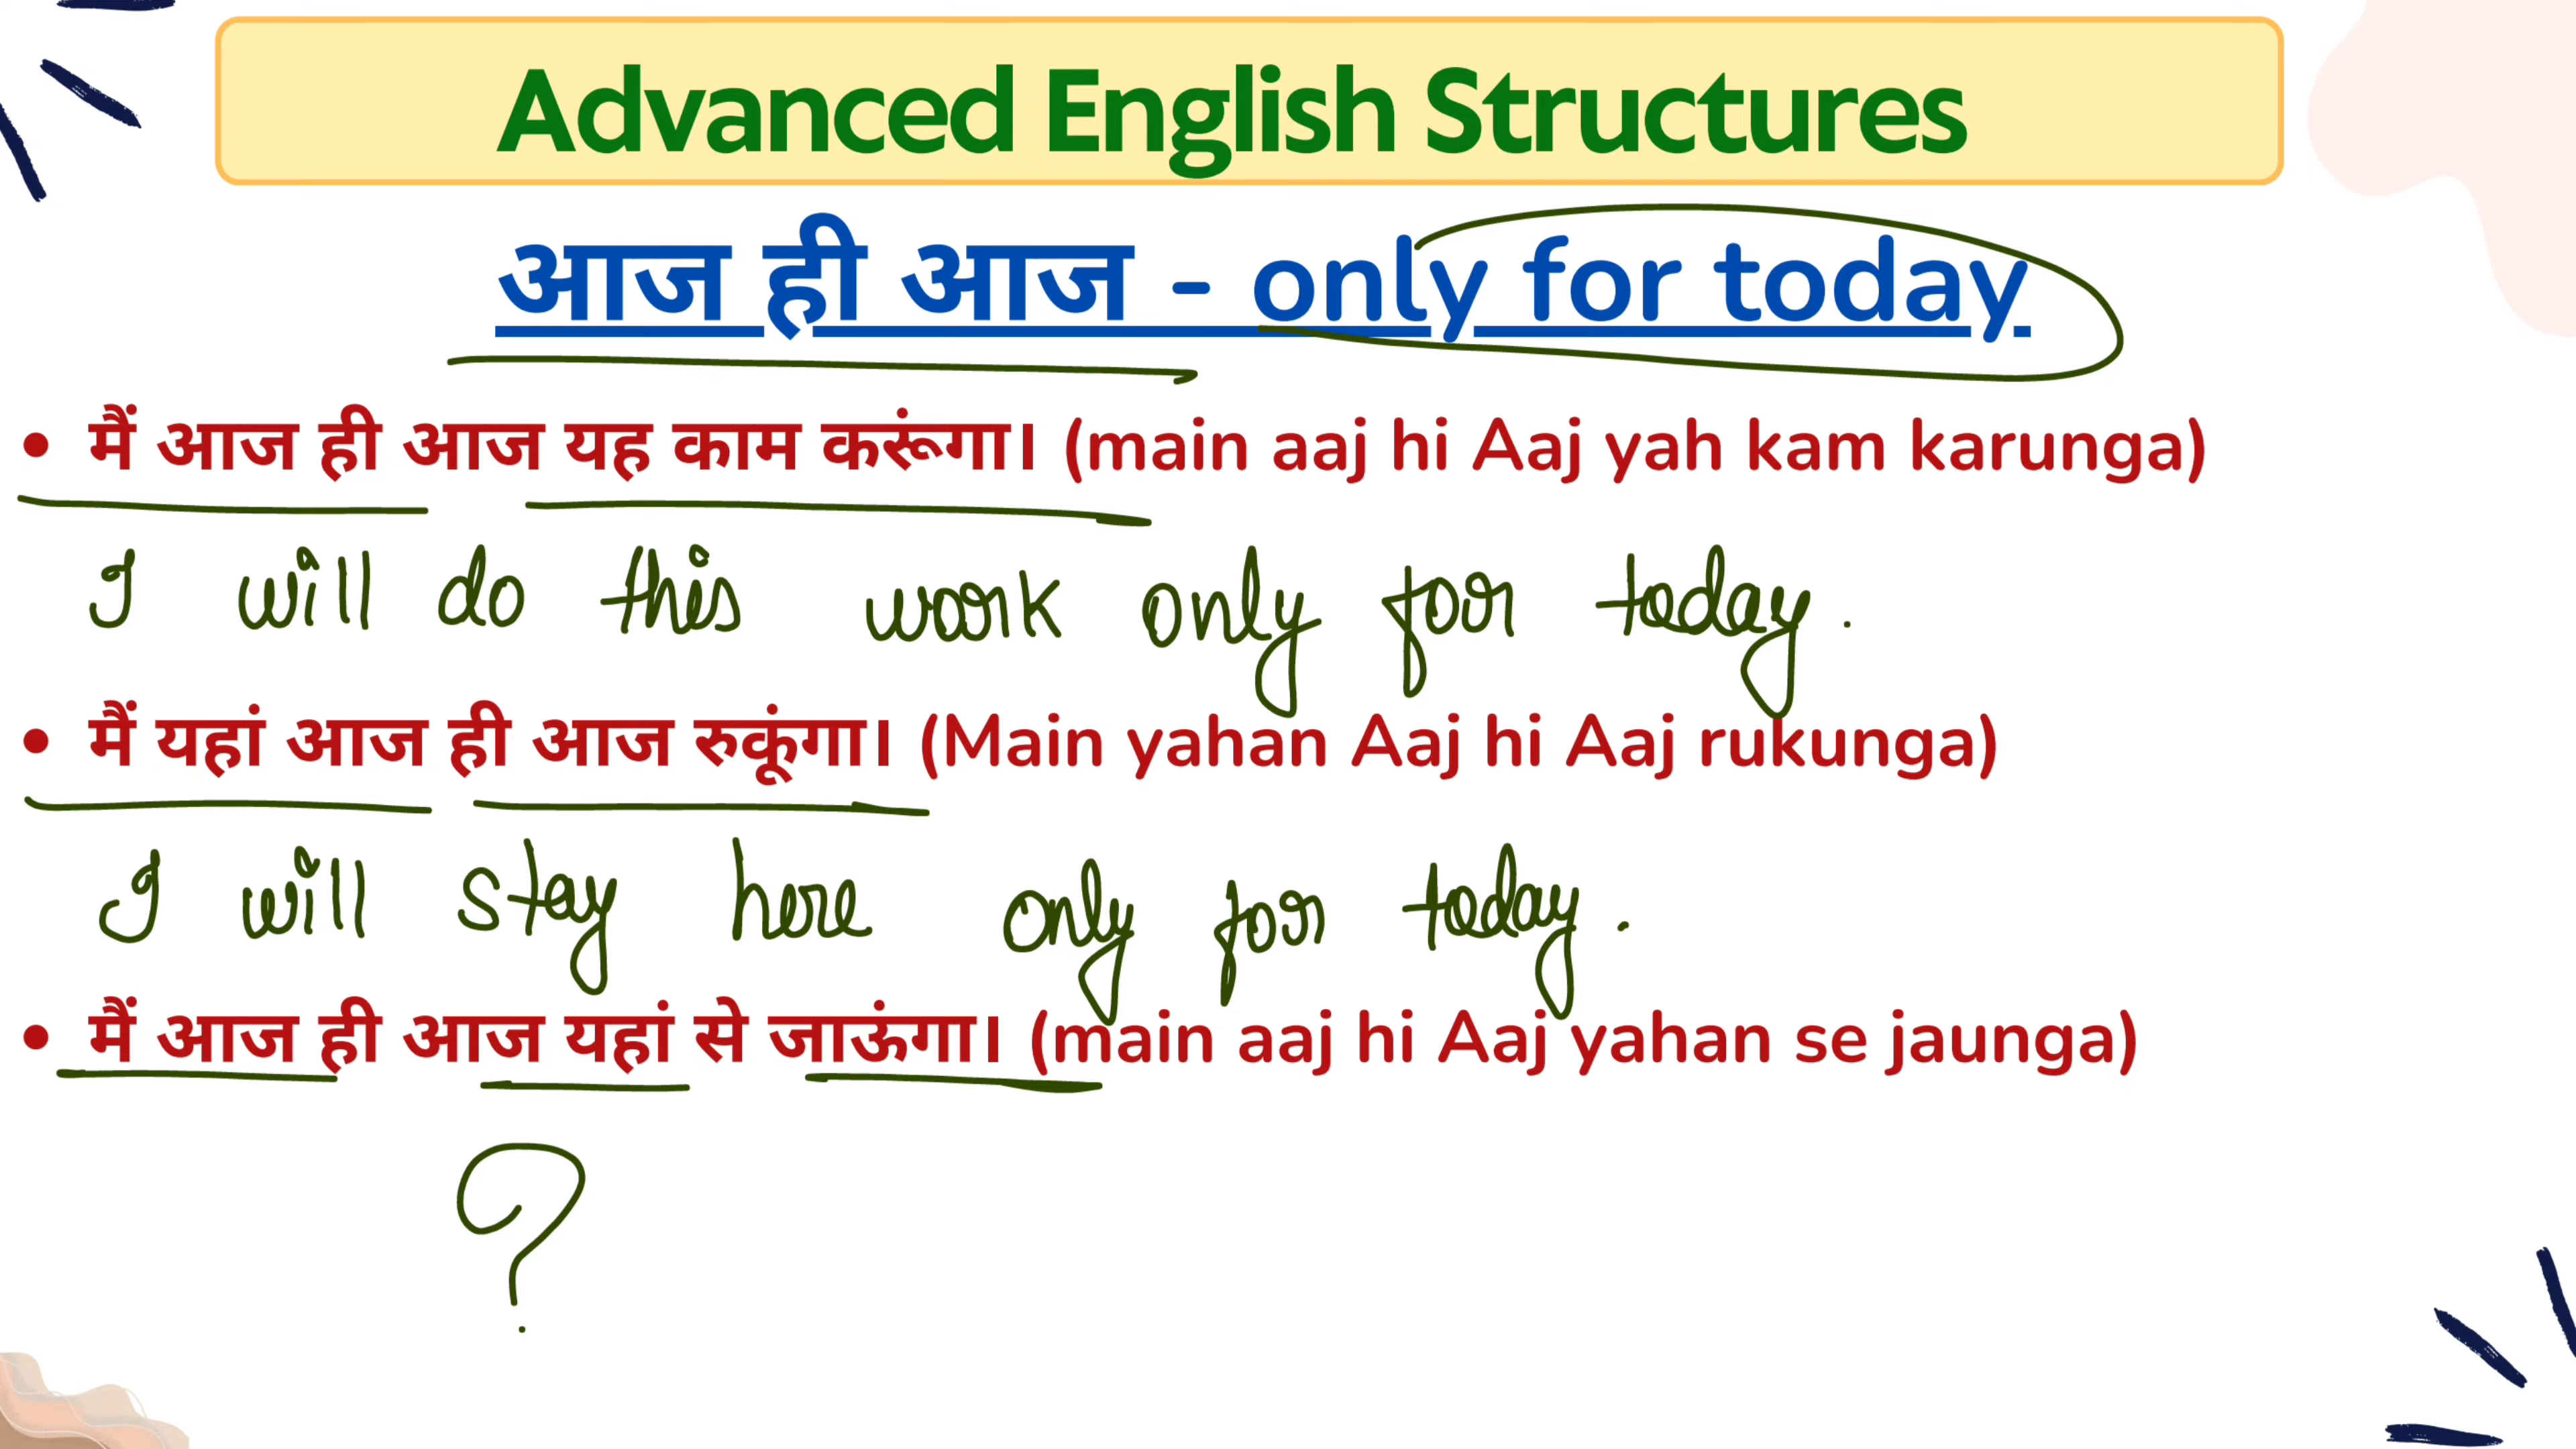 Advanced English Structures
आज ही आज - only for today
• मैं आज ही आज यह काम करूंगा। (main aaj hi Aaj yah kam karunga)
I will do this work only for today.
• मैं यहां आज ही आज रुकूंगा। (Main yahan Aaj hi Aaj rukunga)
I will stay here only for today.
• मैं आज ही आज यहां से जाऊंगा। (main aaj hi Aaj yahan se jaunga)
?